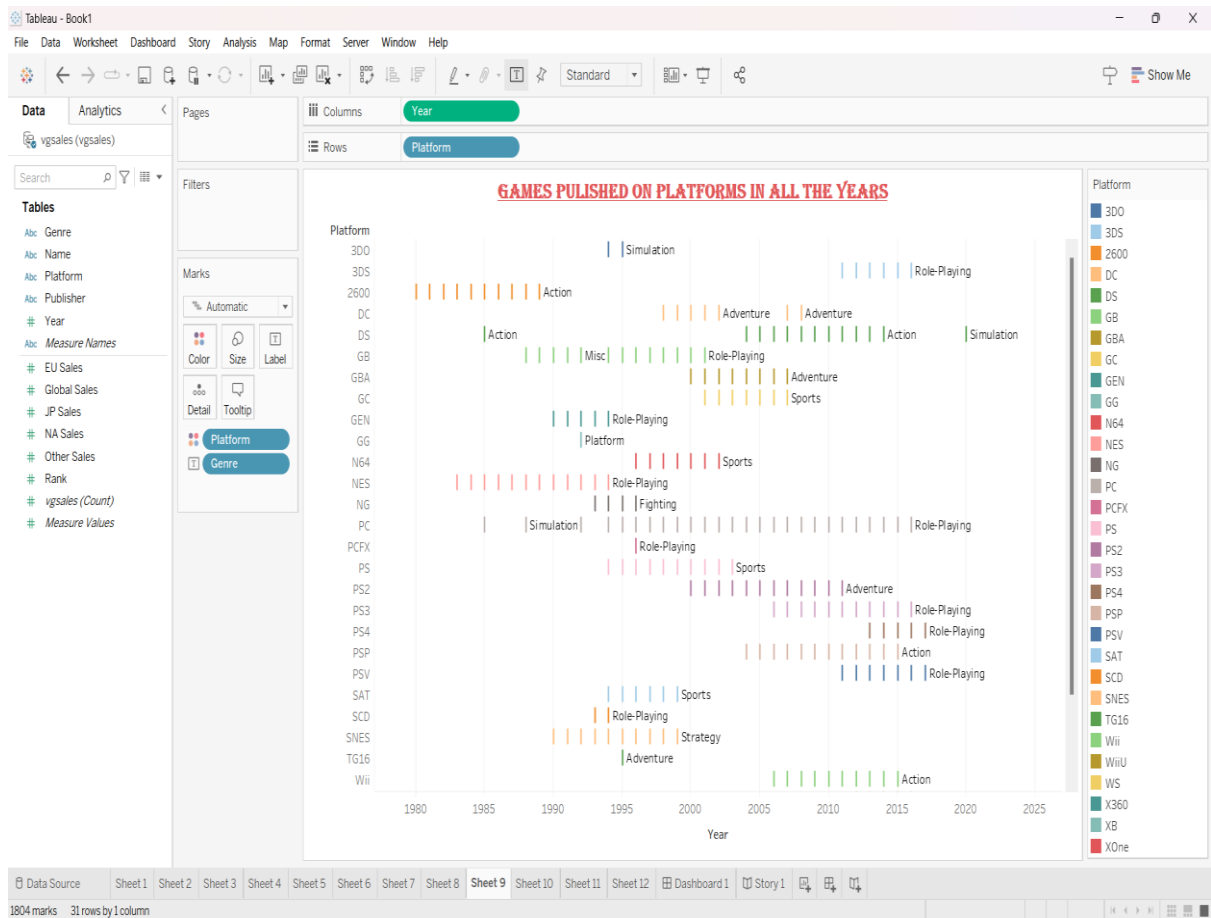 Tableau - Book1
File Data Worksheet Dashboard Story Analysis Map Format Server Window Help
Standard
Show Me
Data Analytics
Pages
Columns Year
vgsales (vgsales)
Rows Platform
Search
Filters
GAMES PULISHED ON PLATFORMS IN ALL THE YEARS
Tables
Abc Genre
Abc Name
Abc Platform
Abc Publisher
# Year
Abc Measure Names
# EU Sales
# Global Sales
# JP Sales
# NA Sales
# Other Sales
# Rank
# vgsales (Count)
# Measure Values
Marks
Automatic
Color Size Label
Detail Tooltip
Platform
Genre
Platform
3DO Simulation
3DS Role-Playing
2600 Action
DC Adventure Adventure
DS Action Action Simulation
GB Misc Role-Playing
GBA Adventure
GC Sports
GEN Role-Playing
GG Platform
N64 Sports
NES Role-Playing
NG Fighting
PC Simulation Role-Playing
PCFX Role-Playing
PS Sports
PS2 Adventure
PS3 Role-Playing
PS4 Role-Playing
PSP Action
PSV Role-Playing
SAT Sports
SCD Role-Playing
SNES Strategy
TG16 Adventure
Wii Action
1980 1985 1990 1995 2000 2005 2010 2015 2020 2025
Year
Platform
3DO
3DS
2600
DC
DS
GB
GBA
GC
GEN
GG
N64
NES
NG
PC
PCFX
PS
PS2
PS3
PS4
PSP
PSV
SAT
SCD
SNES
TG16
Wii
WiiU
WS
X360
XB
XOne
Data Source Sheet 1 Sheet 2 Sheet 3 Sheet 4 Sheet 5 Sheet 6 Sheet 7 Sheet 8 Sheet 9 Sheet 10 Sheet 11 Sheet 12 Dashboard 1 Story 1
1804 marks 31 rows by 1 column